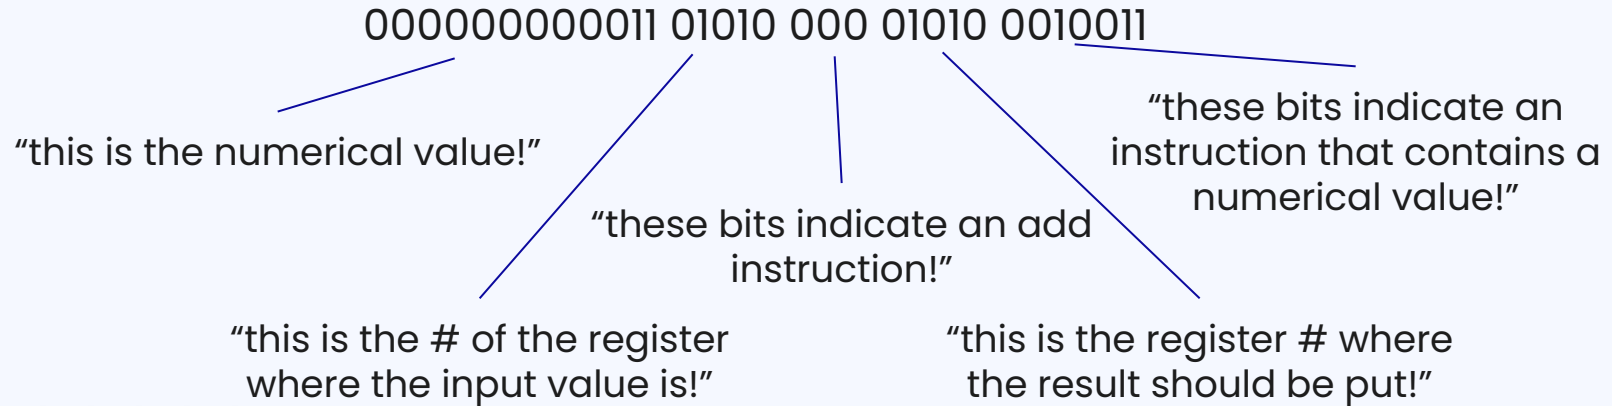 000000000011 01010 000 01010 0010011
“this is the numerical value!”
“these bits indicate an
instruction that contains a
numerical value!”
“these bits indicate an add
instruction!”
“this is the # of the register
where the input value is!”
“this is the register # where
the result should be put!”